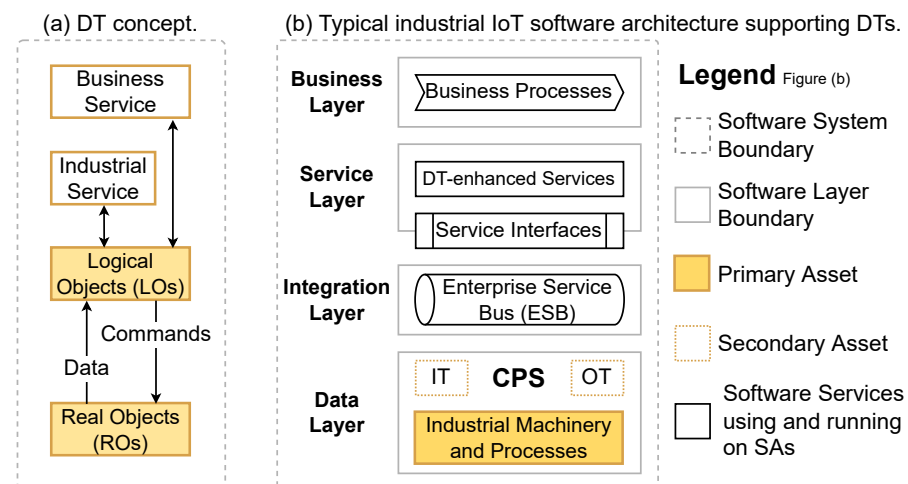 (a) DT concept.
Business
Service
Industrial
Service
Logical
Objects (LOs)
Commands
Data
Real Objects
(ROs)
(b) Typical industrial IoT software architecture supporting DTs.
Business
Layer
Business Processes
Service
Layer
DT-enhanced Services
Service Interfaces
Integration
Layer
Enterprise Service
Bus (ESB)
Data
Layer
IT
CPS
OT
Industrial Machinery
and Processes
Legend Figure (b)
Software System
Boundary
Software Layer
Boundary
Primary Asset
Secondary Asset
Software Services
using and running
on SAs